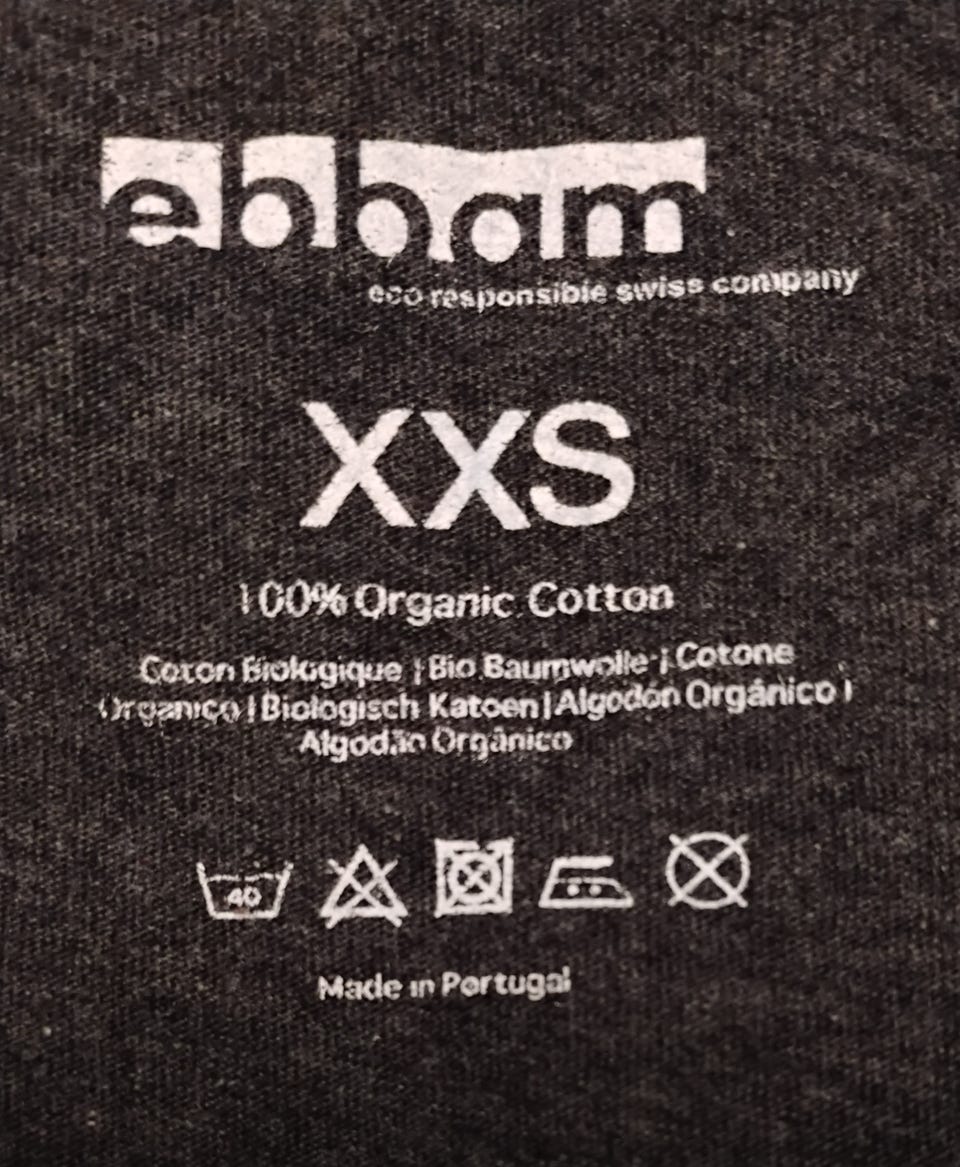 ebbam
eco responsible swiss company
XXS
100% Organic Cotton
Coton Biologique | Bio Baumwolle | Cotone
Organico | Biologisch Katoen | Algodón Orgánico |
Algodão Orgânico
40
Made in Portugal